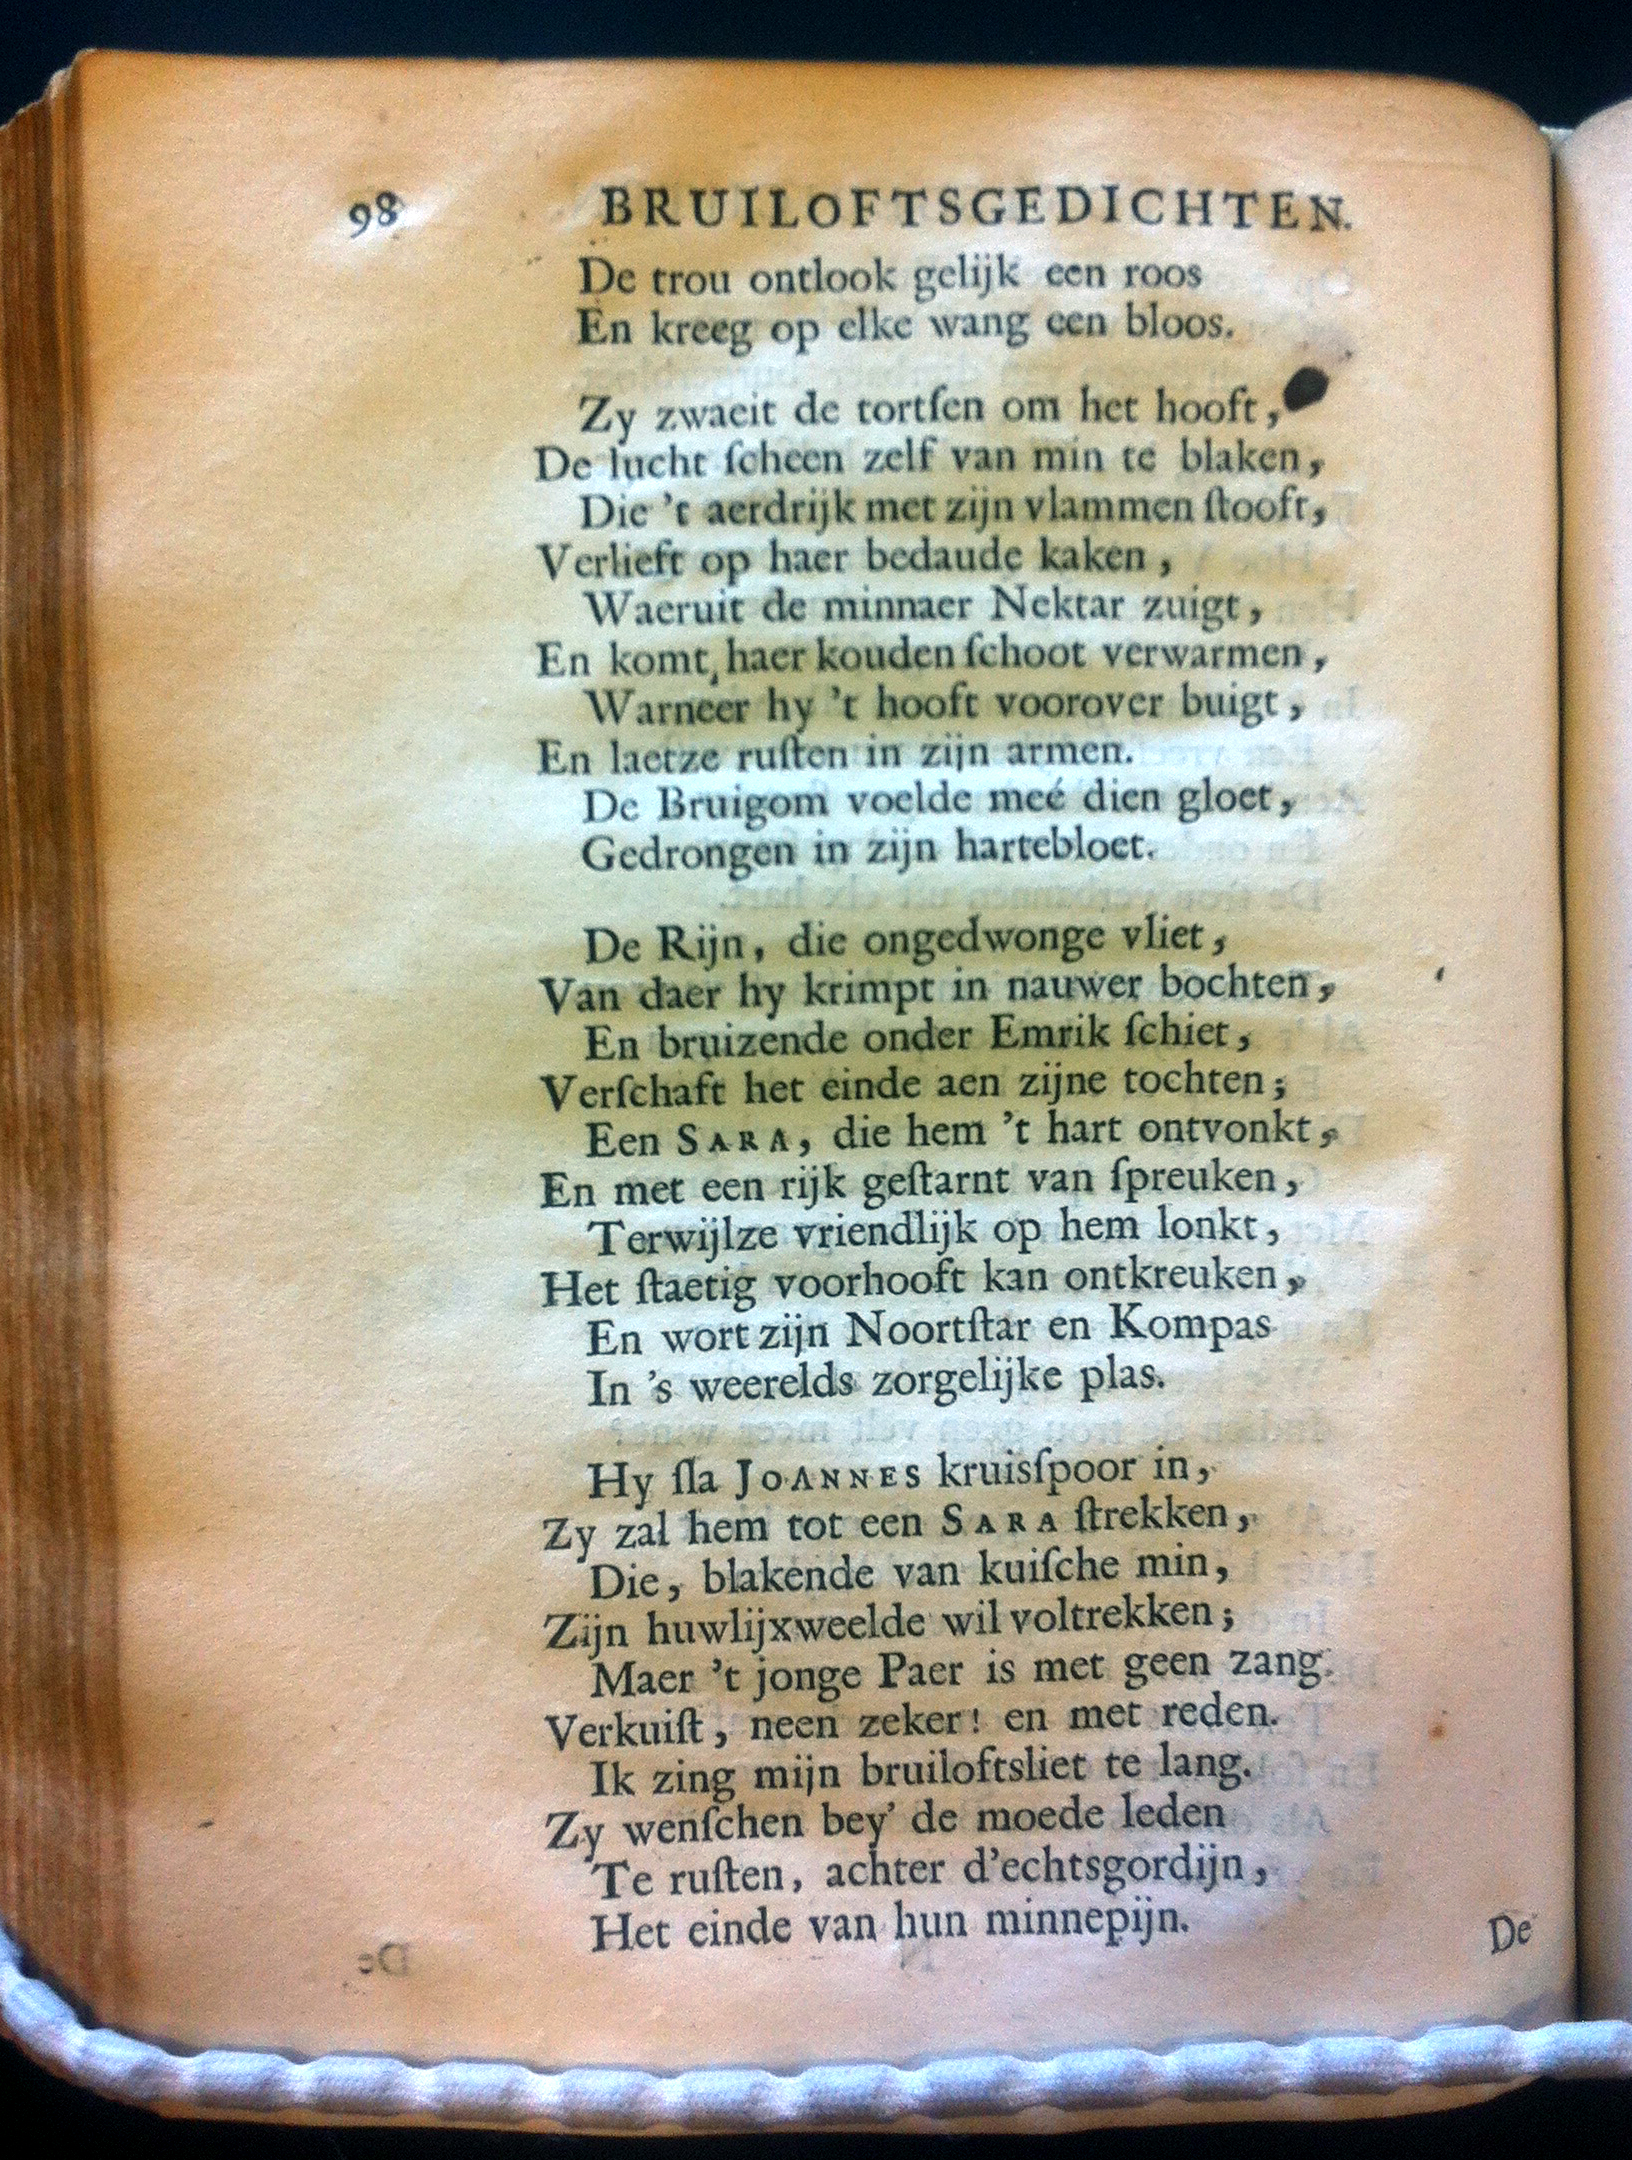 98 BRUILOFTSGEDICHTEN.
De trou ontlook gelijk een roos
En kreeg op elke wang een bloos.
Zy zwaeit de tortſen om het hooft,
De lucht ſcheen zelf van min te blaken,
Die 't aerdrijk met zijn vlammen ſtooft,
Verlieft op haer bedaude kaken,
Waeruit de minnaer Nektar zuigt,
En komt haer kouden ſchoot verwarmen,
Warneer hy 't hooft voorover buigt,
En laetze ruſten in zijn armen.
De Bruigom voelde meé dien gloet,
Gedrongen in zijn hartebloet.
De Rijn, die ongedwonge vliet,
Van daer hy krimpt in nauwer bochten,
En bruizende onder Emrik ſchiet,
Verſchaft het einde aen zijne tochten;
Een SARA, die hem 't hart ontvonkt,
En met een rijk geſtarnt van ſpreuken,
Terwijlze vriendlijk op hem lonkt,
Het ſtaetig voorhooft kan ontkreuken,
En wort zijn Noortſtar en Kompas
In 's weerelds zorgelijke plas.
Hy ſla JOANNES kruisſpoor in,
Zy zal hem tot een SARA ſtrekken,
Die, blakende van kuiſche min,
Zijn huwlijxweelde wil voltrekken;
Maer 't jonge Paer is met geen zang
Verkuiſt, neen zeker! en met reden.
Ik zing mijn bruiloftsliet te lang.
Zy wenſchen bey' de moede leden
Te ruſten, achter d'echtsgordijn,
Het einde van hun minnepijn.
De